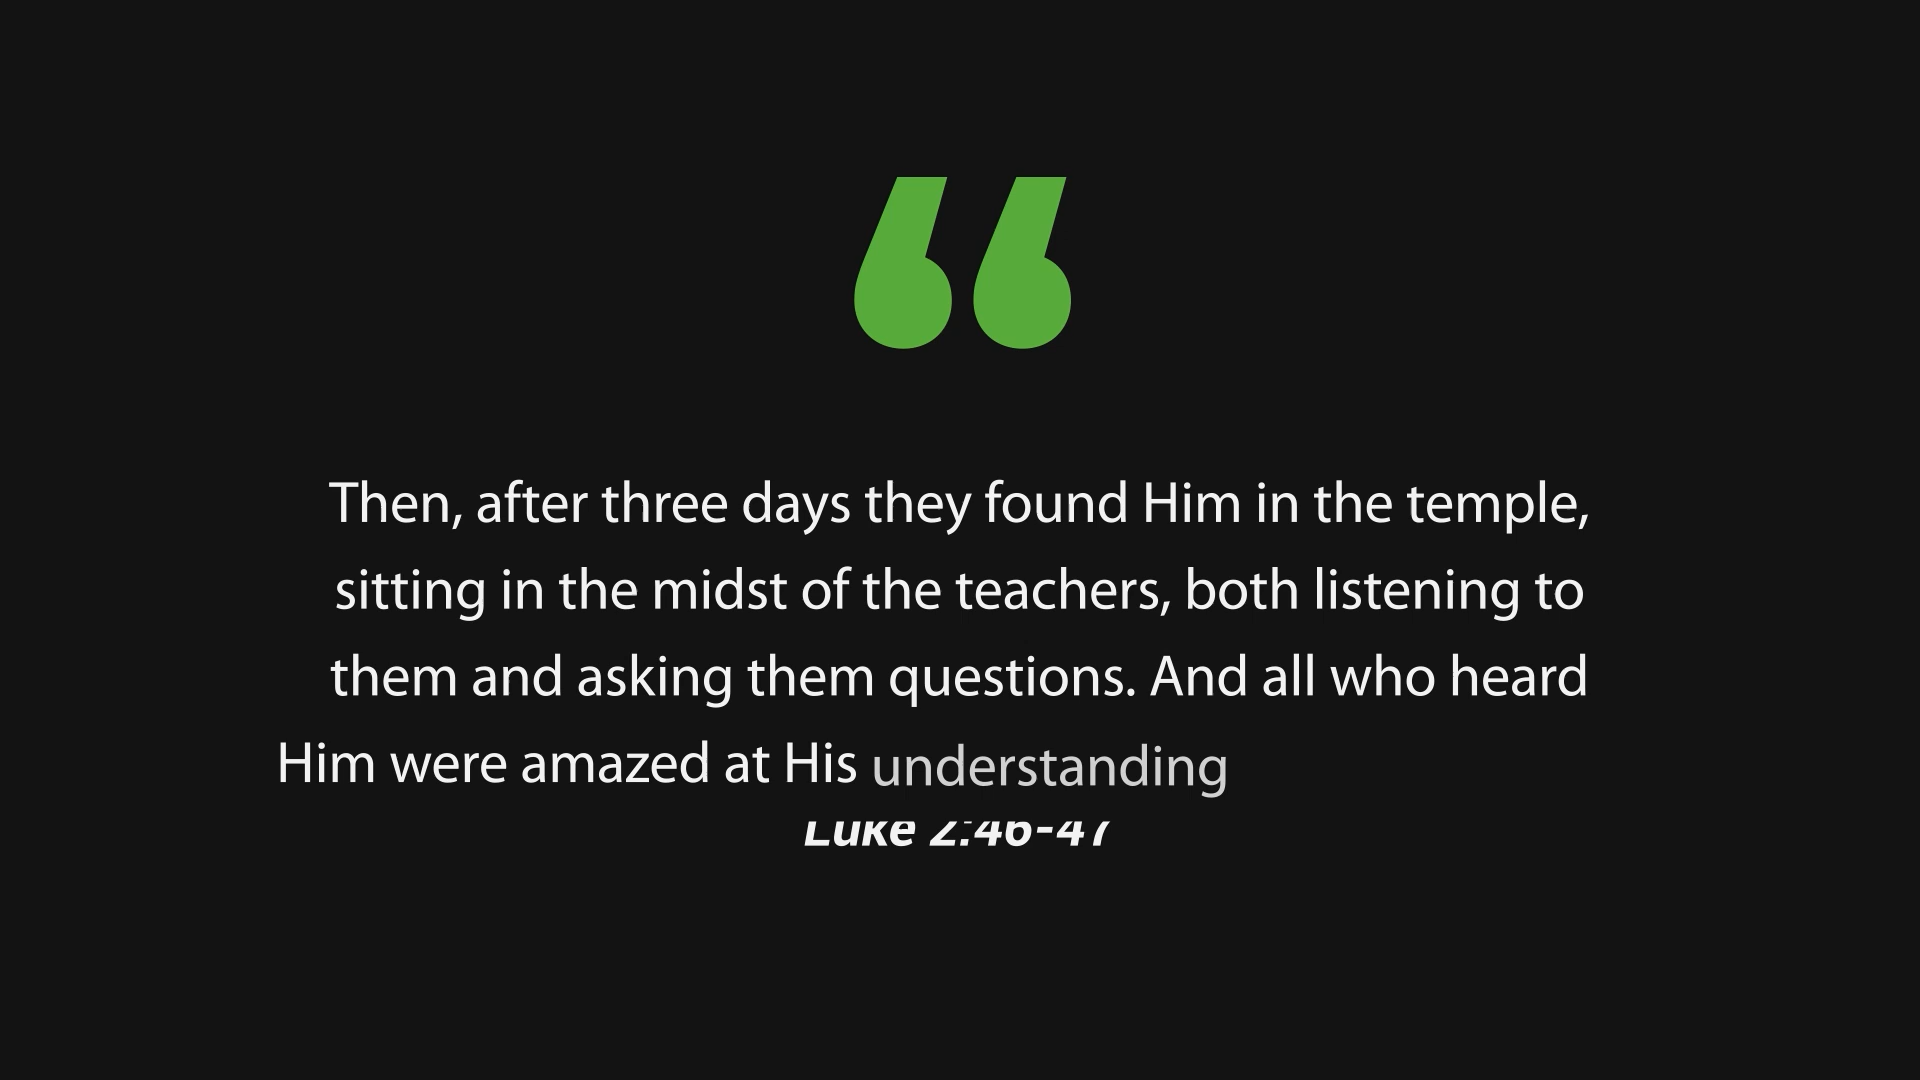 “
Then, after three days they found Him in the temple,
sitting in the midst of the teachers, both listening to
them and asking them questions. And all who heard
Him were amazed at His understanding
Luke 2:46-47